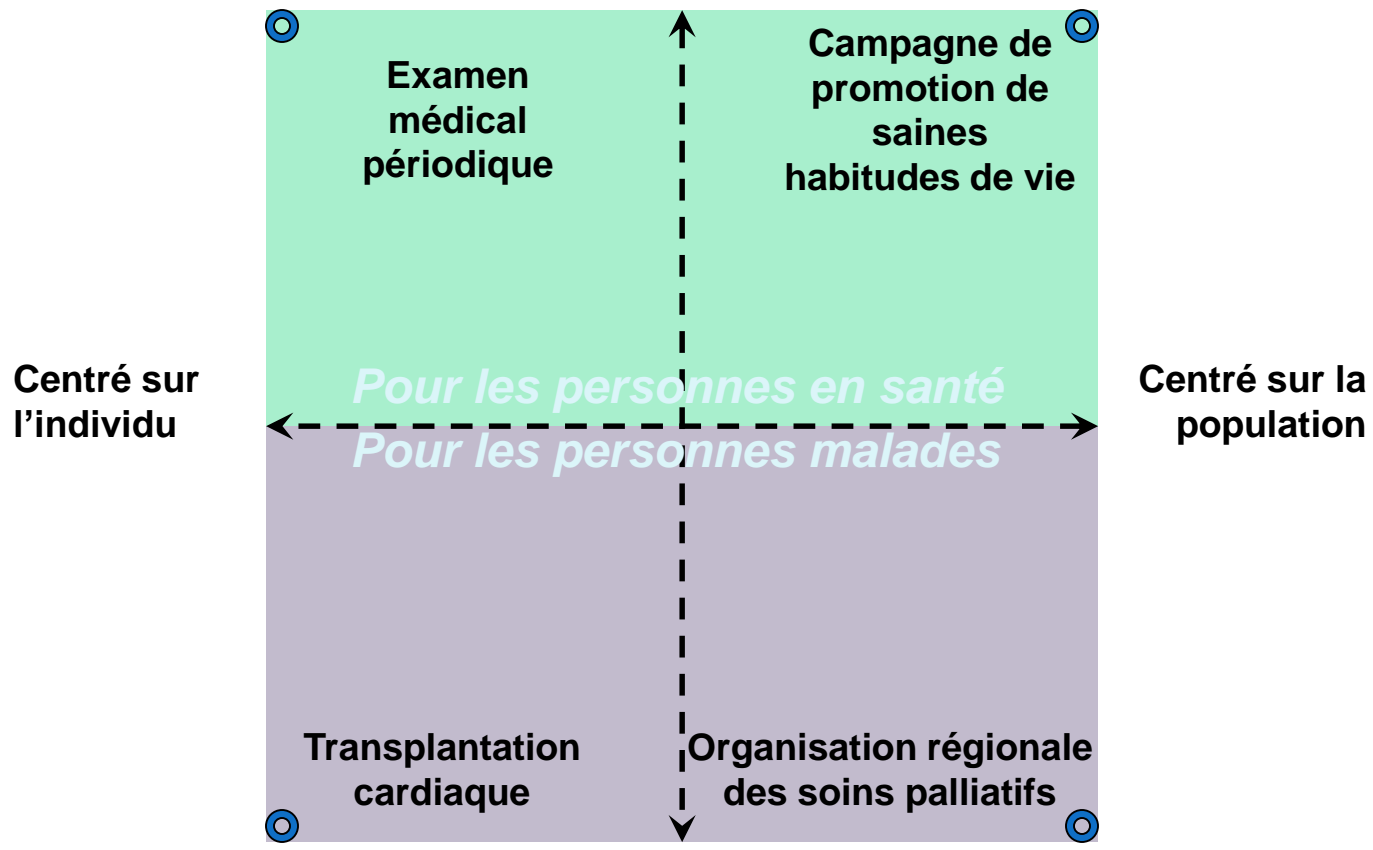 Examen
médical
périodique
Campagne de
promotion de
saines
habitudes de vie
Centré sur
l’individu
Pour les personnes en santé
Pour les personnes malades
Centré sur la
population
Transplantation
cardiaque
Organisation régionale
des soins palliatifs